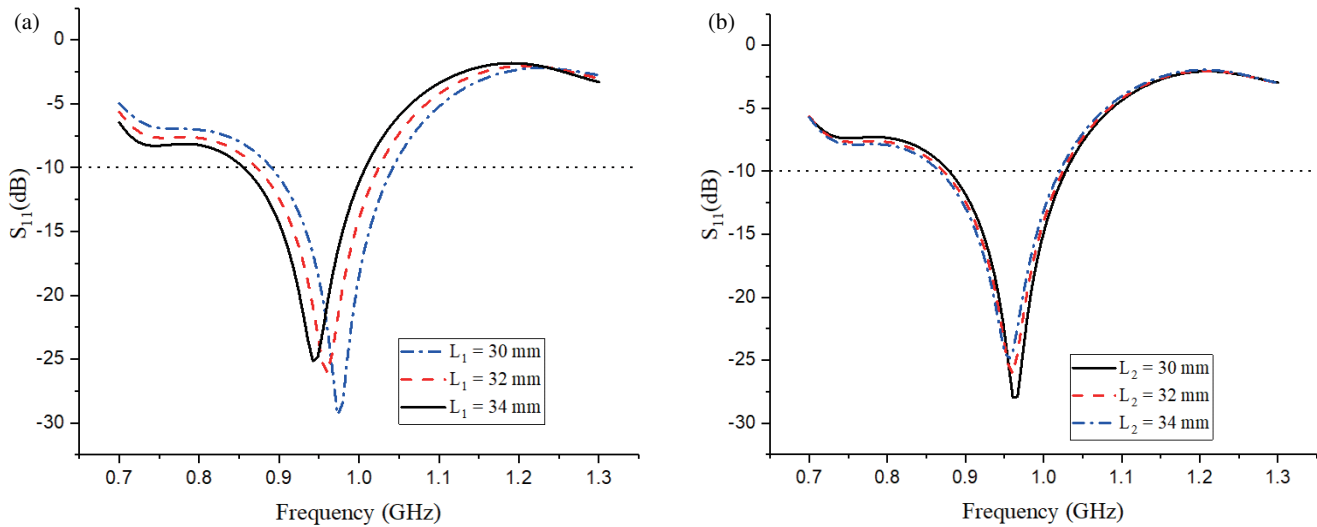 (a)
0
-5
-10
-15
-20
-25
-30
S11(dB)
0.7 0.8 0.9 1.0 1.1 1.2 1.3
Frequency (GHz)
L1 = 30 mm
L1 = 32 mm
L1 = 34 mm
(b)
0
-5
-10
-15
-20
-25
-30
S11(dB)
0.7 0.8 0.9 1.0 1.1 1.2 1.3
Frequency (GHz)
L2 = 30 mm
L2 = 32 mm
L2 = 34 mm